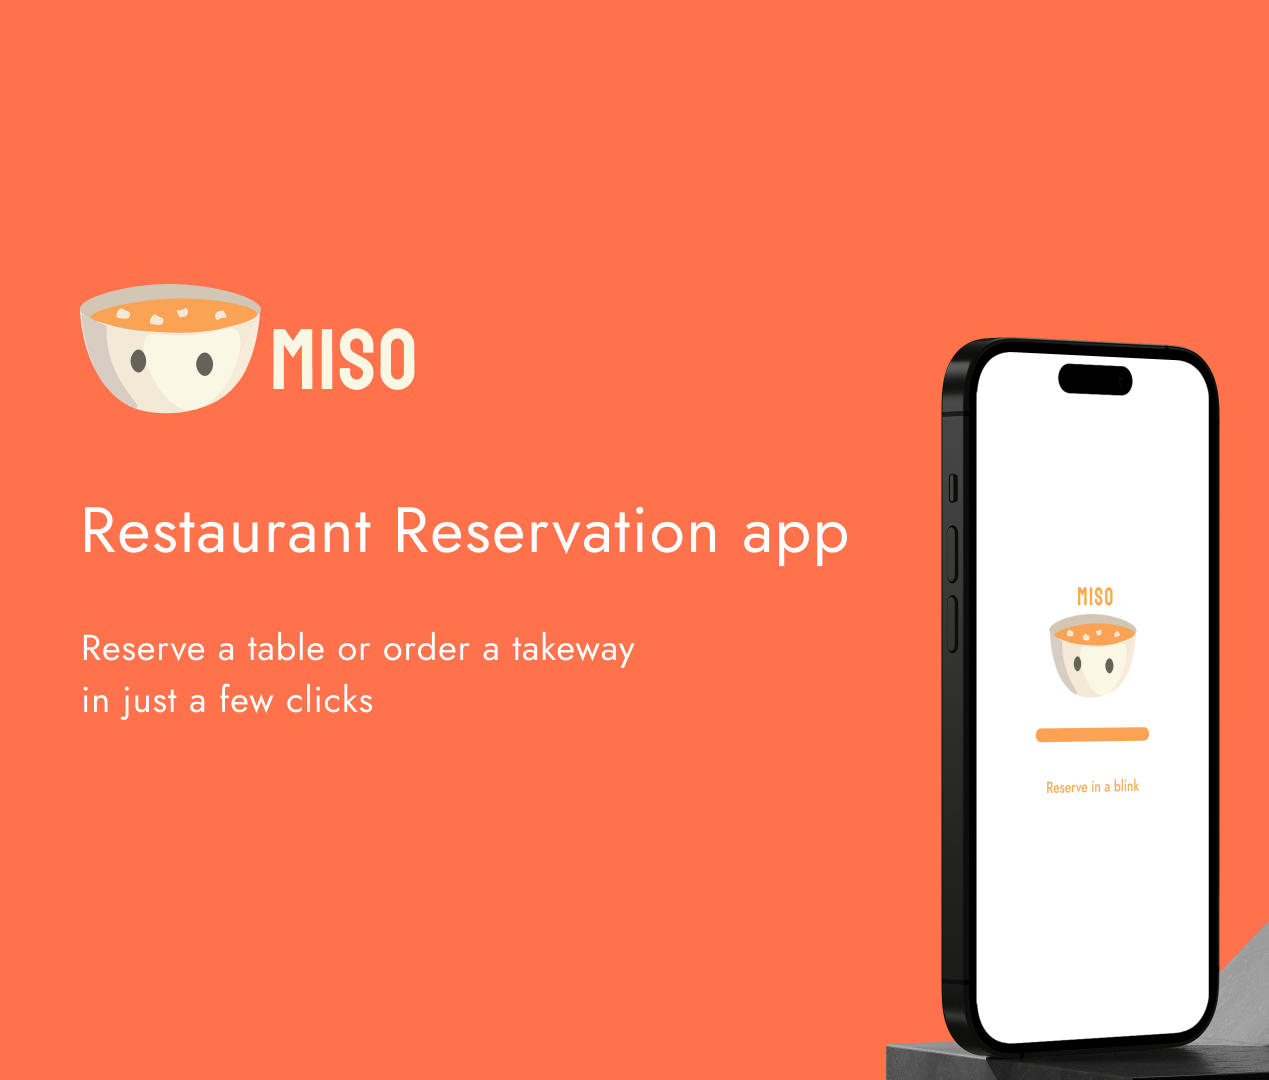 MISO
Restaurant Reservation app
Reserve a table or order a takeway
in just a few clicks
MISO
Reserve in a blink